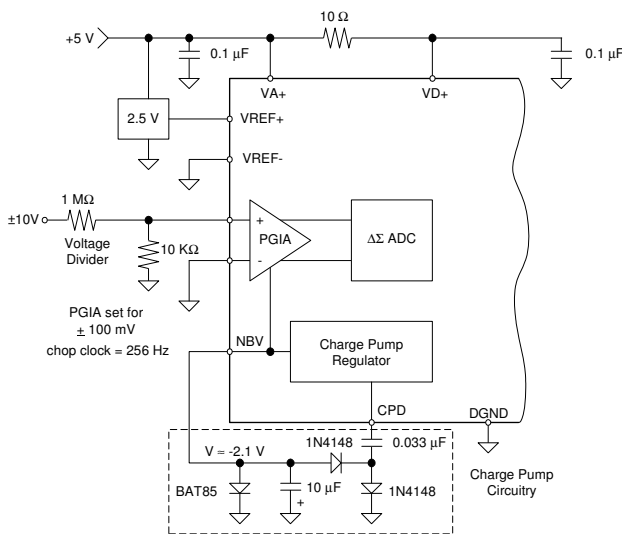 10 Ω
+5 V
0.1 µF
0.1 µF
VA+
VD+
2.5 V
VREF+
VREF-
1 MΩ
±10V
+
PGIA
-
ΔΣ ADC
Voltage
Divider
10 KΩ
PGIA set for
± 100 mV
chop clock = 256 Hz
NBV
Charge Pump
Regulator
CPD
DGND
V = -2.1 V
1N4148
0.033 µF
BAT85
10 µF
+
1N4148
Charge Pump
Circuitry